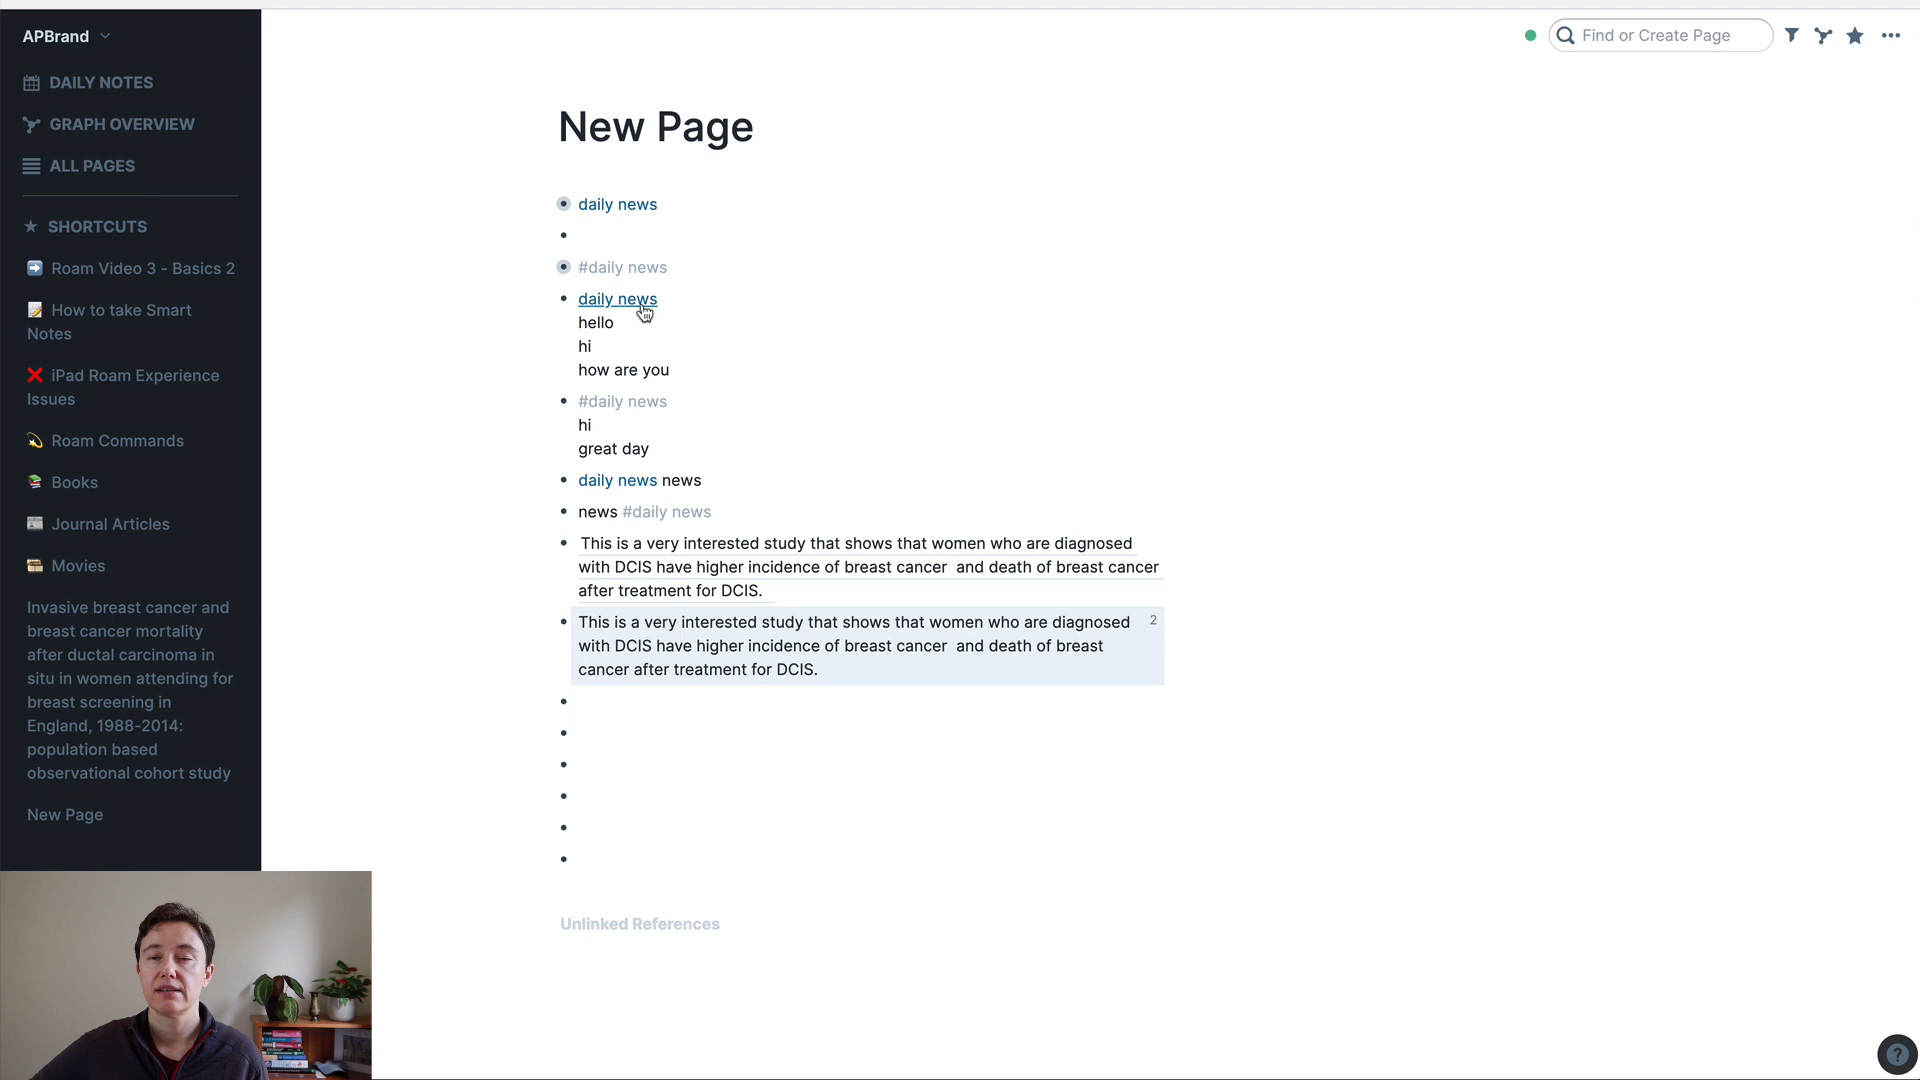 APBrand
DAILY NOTES
GRAPH OVERVIEW
ALL PAGES
SHORTCUTS
Roam Video 3 - Basics 2
How to take Smart
Notes
iPad Roam Experience
Issues
Roam Commands
Books
Journal Articles
Movies
Invasive breast cancer and
breast cancer mortality
after ductal carcinoma in
situ in women attending for
breast screening in
England, 1988-2014:
population based
observational cohort study
New Page
Find or Create Page
New Page
daily news
#daily news
daily news
hello
hi
how are you
#daily news
hi
great day
daily news news
news #daily news
This is a very interested study that shows that women who are diagnosed
with DCIS have higher incidence of breast cancer  and death of breast cancer
after treatment for DCIS.
This is a very interested study that shows that women who are diagnosed 2
with DCIS have higher incidence of breast cancer  and death of breast
cancer after treatment for DCIS.
Unlinked References
?